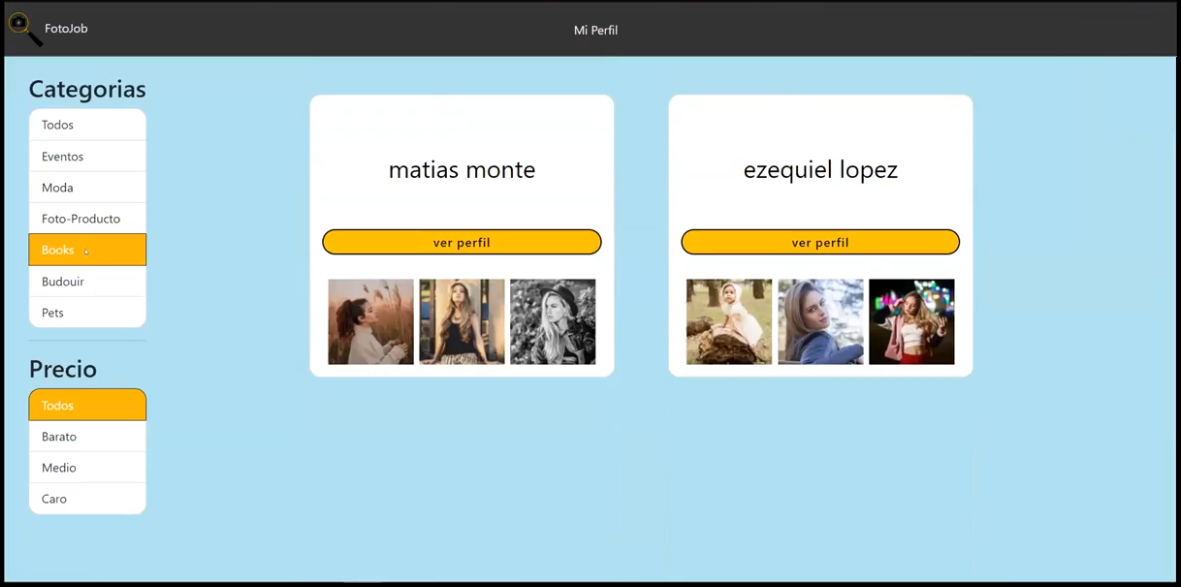 FotoJob
Mi Perfil
Categorias
Todos
Eventos
Moda
Foto-Producto
Books
Budouir
Pets
Precio
Todos
Barato
Medio
Caro
matias monte
ver perfil
ezequiel lopez
ver perfil